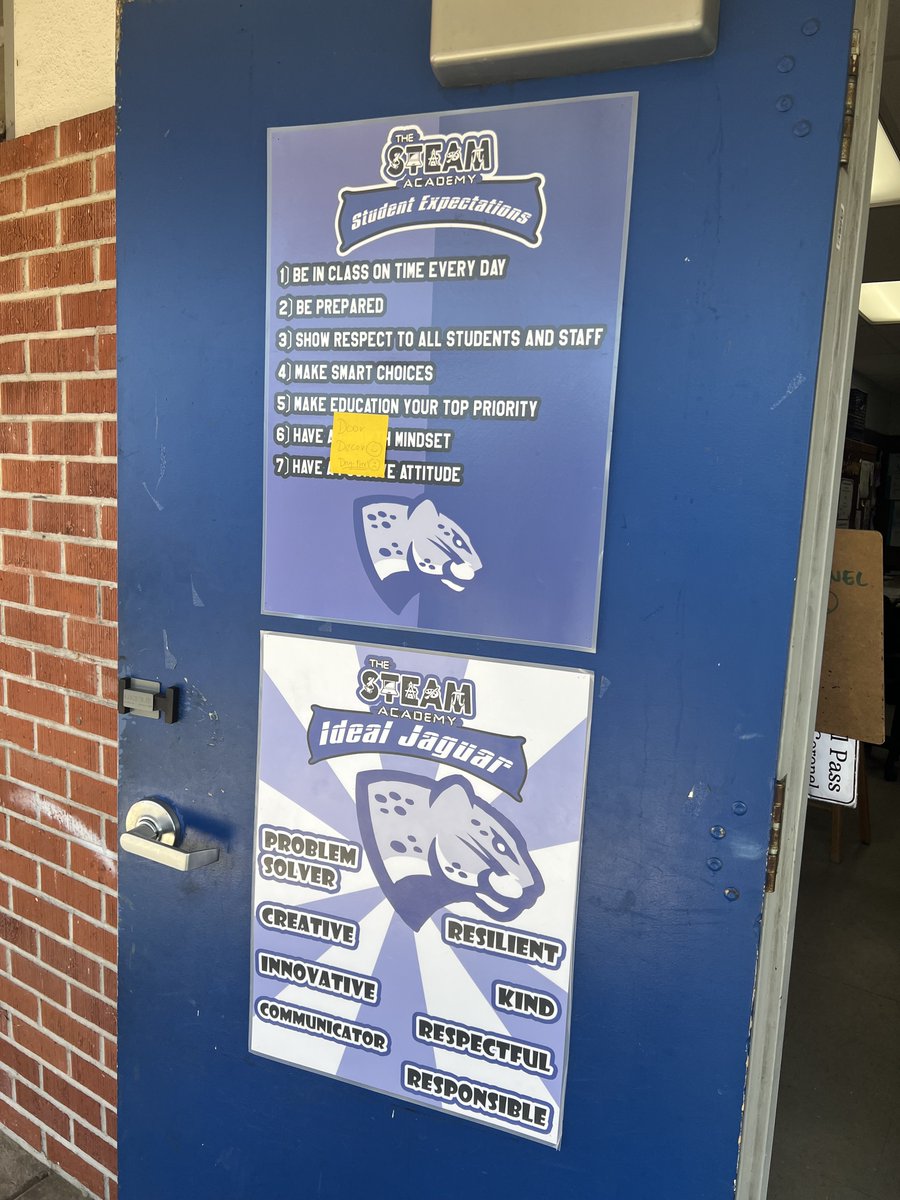 THE
STEAM
ACADEMY
Student Expectations
1) BE IN CLASS ON TIME EVERY DAY
2) BE PREPARED
3) SHOW RESPECT TO ALL STUDENTS AND STAFF
4) MAKE SMART CHOICES
5) MAKE EDUCATION YOUR TOP PRIORITY
6) HAVE A MINDSET
7) HAVE A ATTITUDE
Door
Decor
THE
STEAM
ACADEMY
Ideal Jaguar
PROBLEM
SOLVER
CREATIVE
INNOVATIVE
COMMUNICATOR
RESILIENT
KIND
RESPECTFUL
RESPONSIBLE
Pass